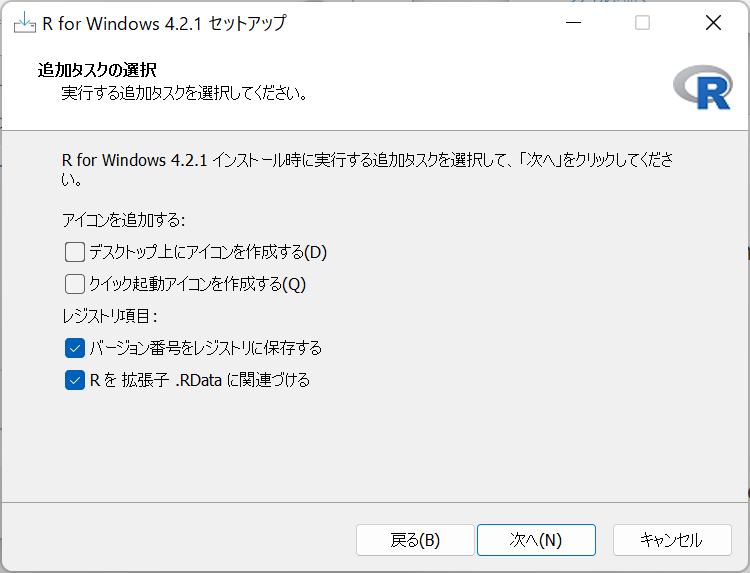 R for Windows 4.2.1 セットアップ
追加タスクの選択
実行する追加タスクを選択してください。
R
R for Windows 4.2.1 インストール時に実行する追加タスクを選択して、「次へ」をクリックしてくださ
い。
アイコンを追加する:
デスクトップ上にアイコンを作成する(D)
クイック起動アイコンを作成する(Q)
レジストリ項目:
バージョン番号をレジストリに保存する
R を 拡張子 .RData に関連づける
戻る(B)
次へ(N)
キャンセル